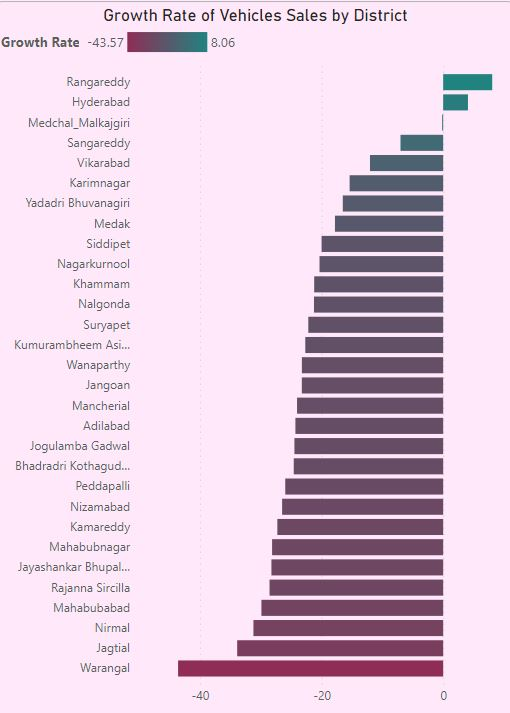 Growth Rate of Vehicles Sales by District
Growth Rate -43.57 8.06
Rangareddy
Hyderabad
Medchal_Malkajgiri
Sangareddy
Vikarabad
Karimnagar
Yadadri Bhuvanagiri
Medak
Siddipet
Nagarkurnool
Khammam
Nalgonda
Suryapet
Kumurambheem Asi...
Wanaparthy
Jangoan
Mancherial
Adilabad
Jogulamba Gadwal
Bhadradri Kothagud...
Peddapalli
Nizamabad
Kamareddy
Mahabubnagar
Jayashankar Bhupal...
Rajanna Sircilla
Mahabubabad
Nirmal
Jagtial
Warangal
-40 -20 0